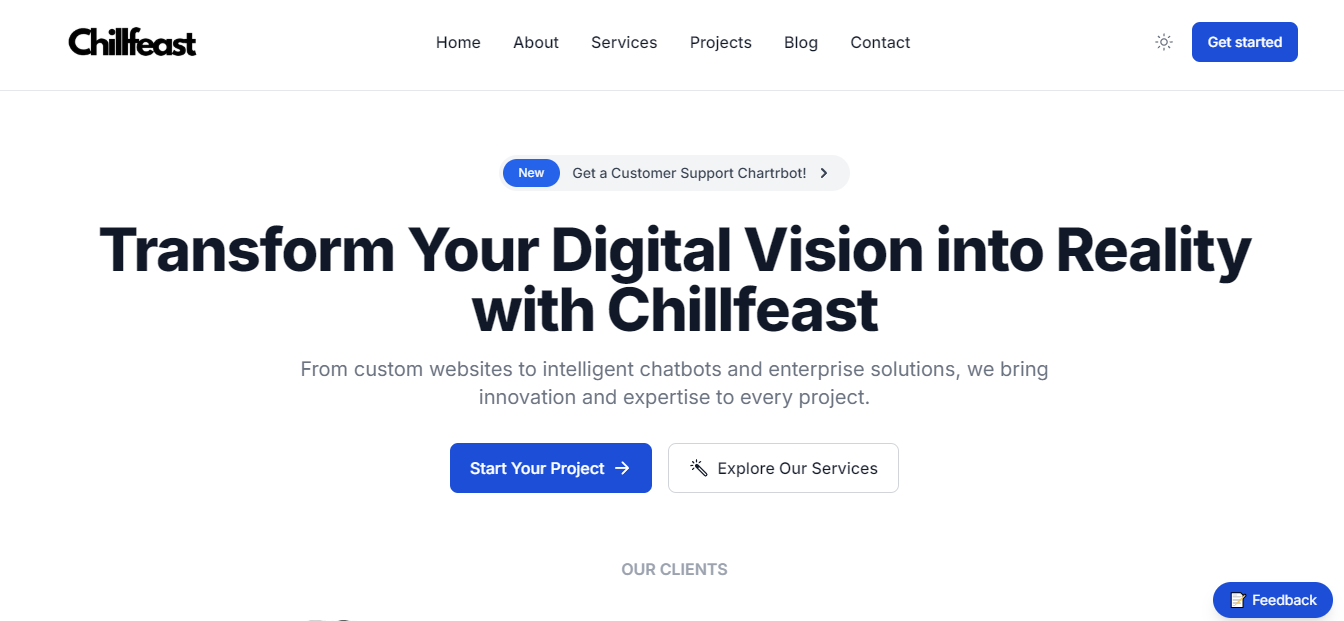 Chillfeast
Home About Services Projects Blog Contact
Get started
New Get a Customer Support Chartrbot!
Transform Your Digital Vision into Reality
with Chillfeast
From custom websites to intelligent chatbots and enterprise solutions, we bring
innovation and expertise to every project.
Start Your Project
Explore Our Services
OUR CLIENTS
Feedback